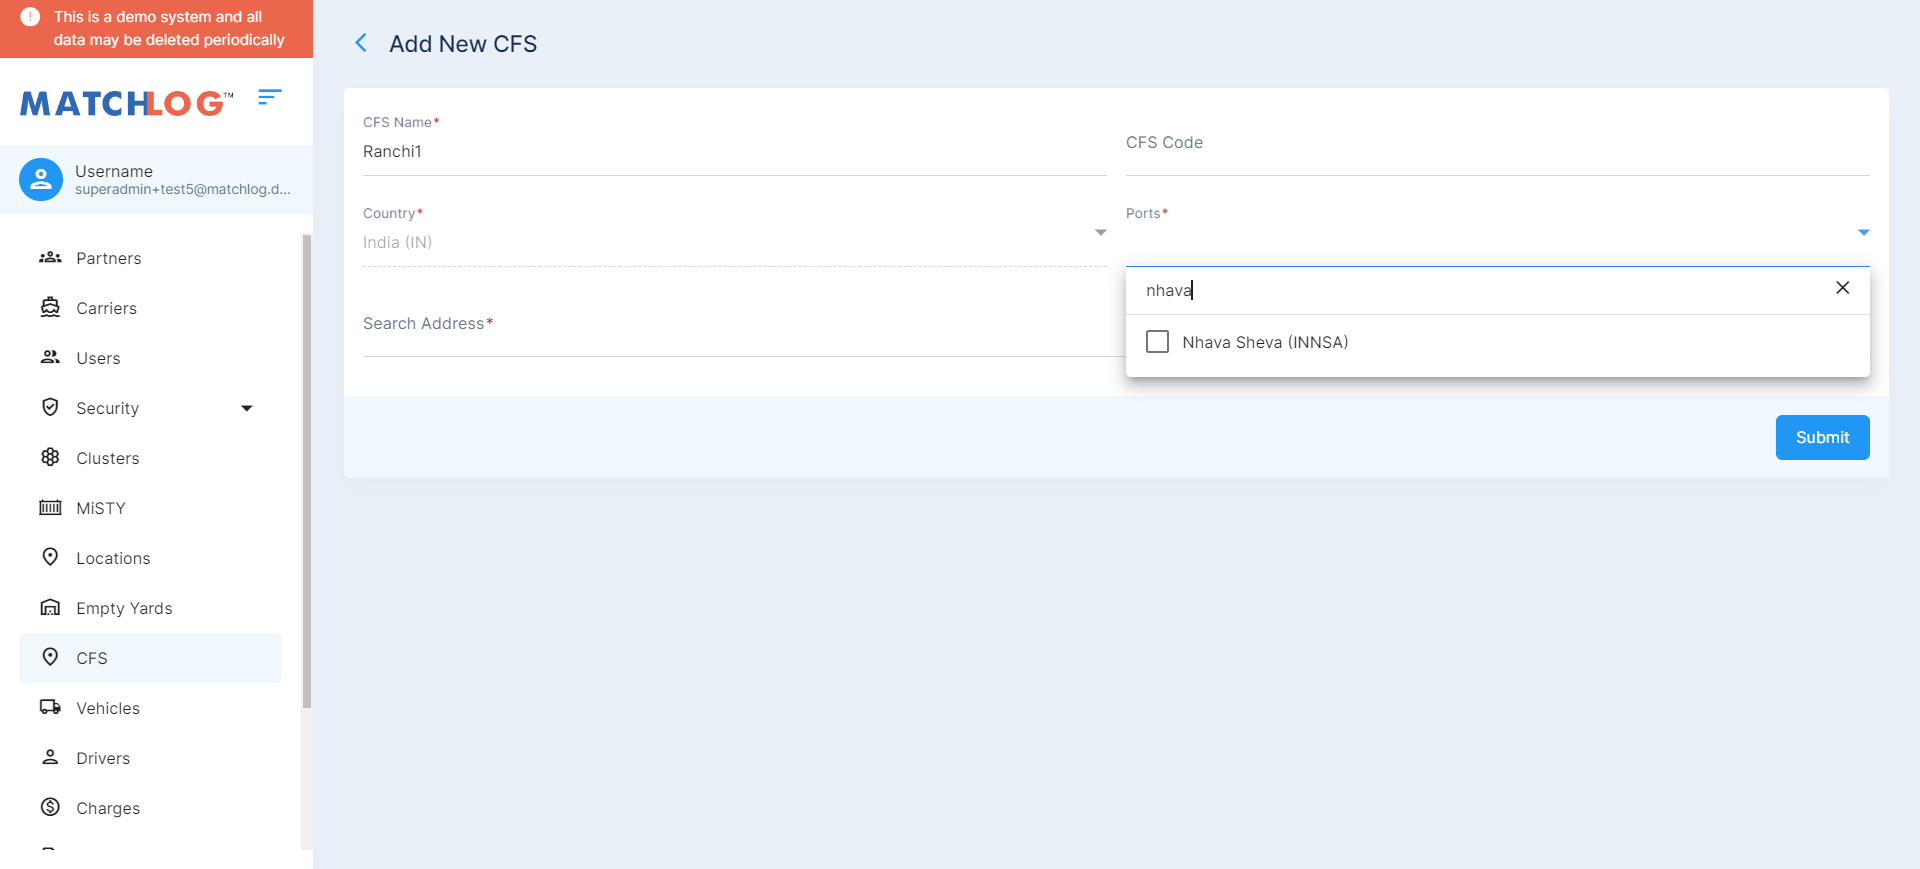 This is a demo system and all
data may be deleted periodically
MATCHLOG™
Username
superadmin+test5@matchlog.d...
Partners
Carriers
Users
Security
Clusters
MiSTY
Locations
Empty Yards
CFS
Vehicles
Drivers
Charges
Add New CFS
CFS Name*
Ranchi1
CFS Code
Country*
India (IN)
Ports*
nhava
Nhava Sheva (INNSA)
Search Address*
Submit